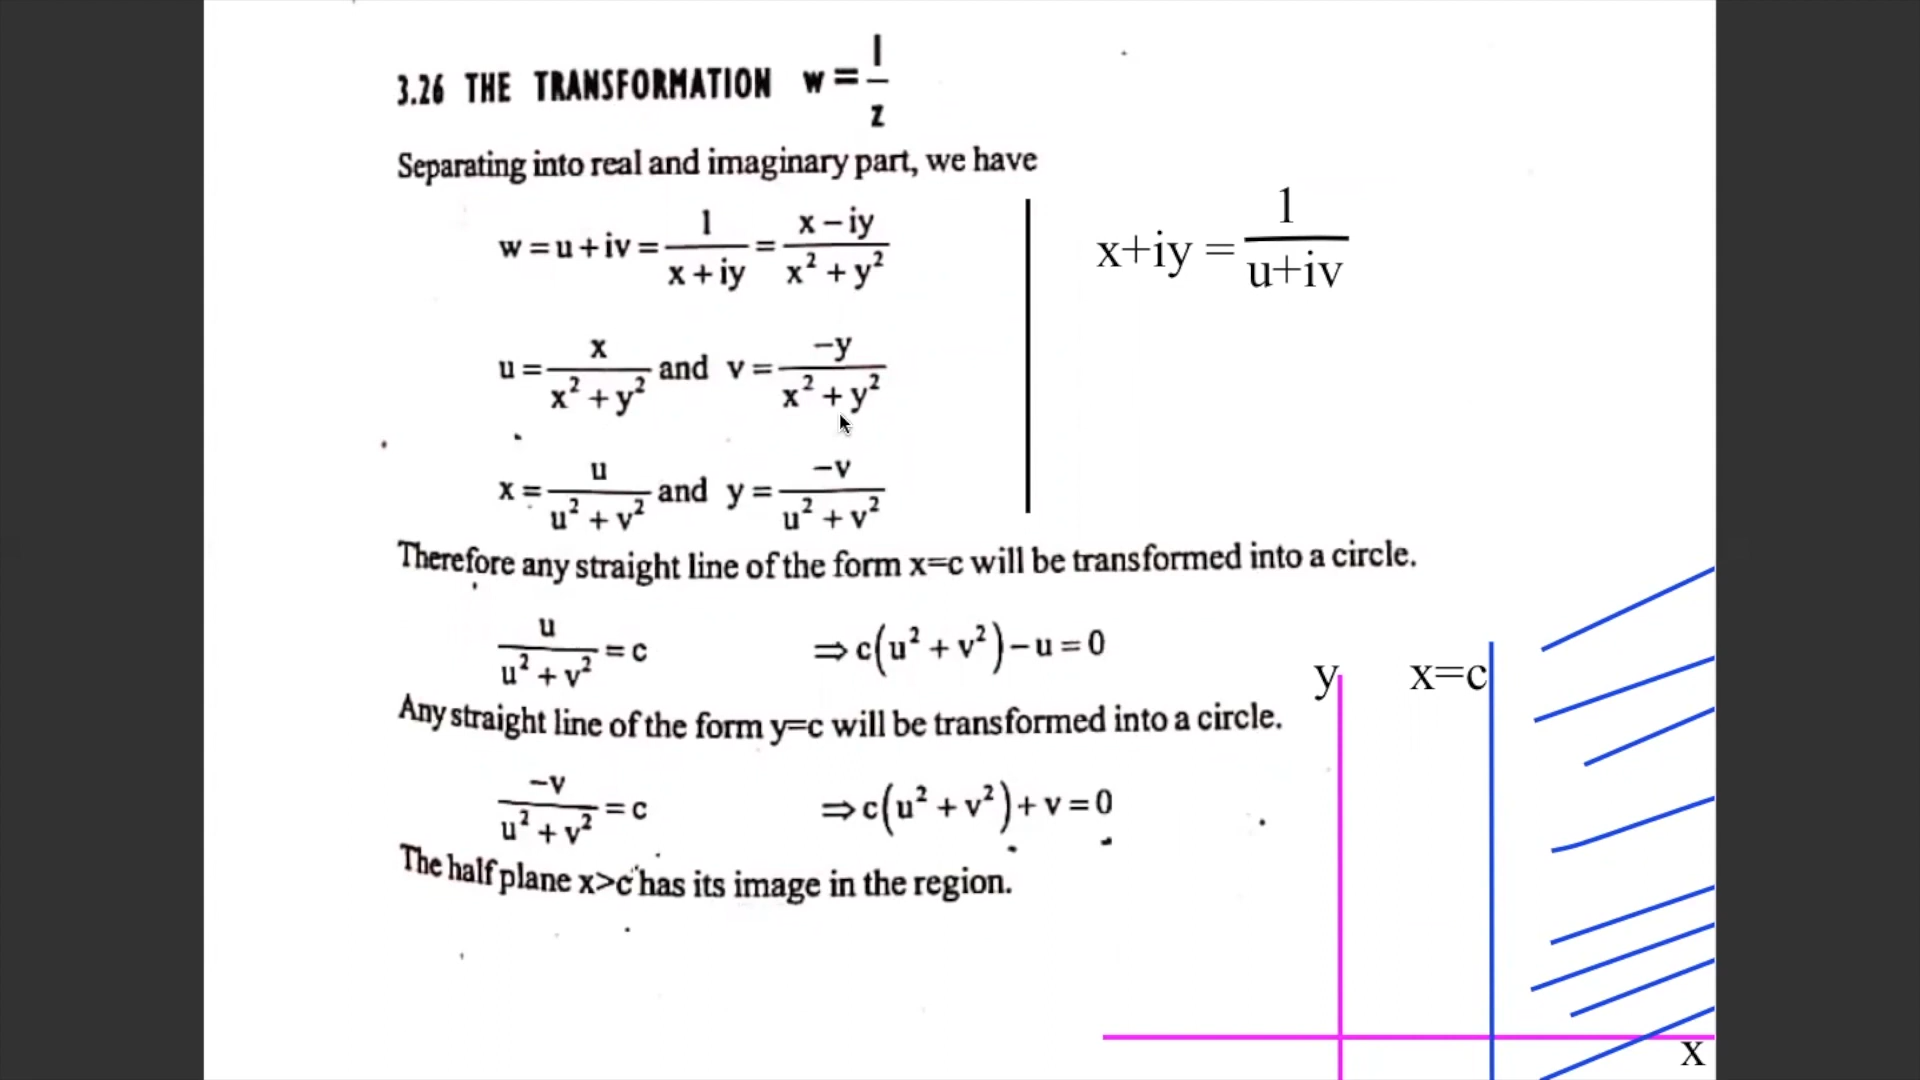 3.26 THE TRANSFORMATION w = 1/z
Separating into real and imaginary part, we have
w = u + iv = 1/(x + iy) = (x – iy)/(x² + y²)
x+iy = 1/(u+iv)
u = x/(x² + y²) and v = –y/(x² + y²)
x = u/(u² + v²) and y = –v/(u² + v²)
Therefore any straight line of the form x=c will be transformed into a circle.
u/(u² + v²) = c ⇒ c(u² + v²) – u = 0
y x=c
Any straight line of the form y=c will be transformed into a circle.
–v/(u² + v²) = c ⇒ c(u² + v²) + v = 0
The half plane x>c has its image in the region.
x